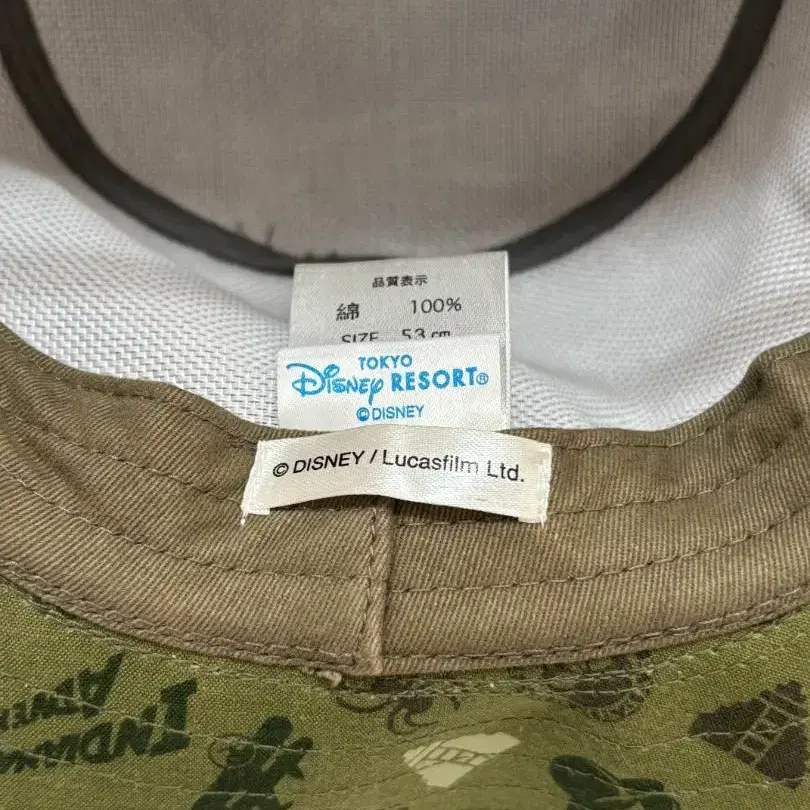 品質表示
綿 100%
SIZE 53cm
TOKYO
Disney RESORT®
© DISNEY
© DISNEY / Lucasfilm Ltd.